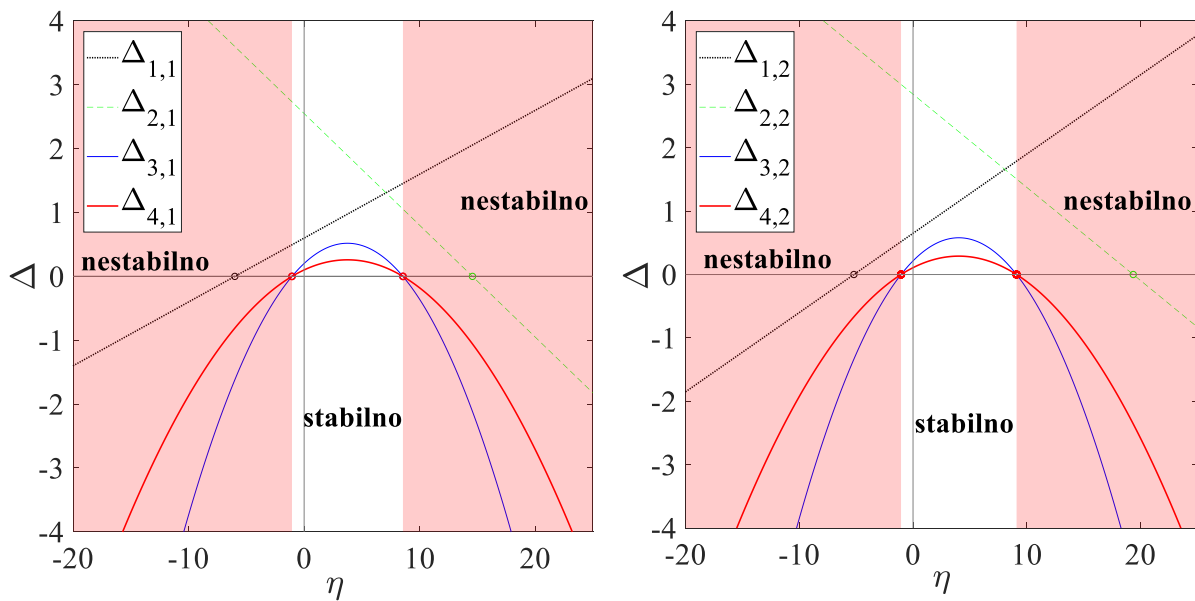 4
3
2
1
0
-1
-2
-3
-4
Δ
Δ1,1
Δ2,1
Δ3,1
Δ4,1
nestabilno
nestabilno
stabilno
-20 -10 0 10 20
η
4
3
2
1
0
-1
-2
-3
-4
Δ
Δ1,2
Δ2,2
Δ3,2
Δ4,2
nestabilno
nestabilno
stabilno
-20 -10 0 10 20
η